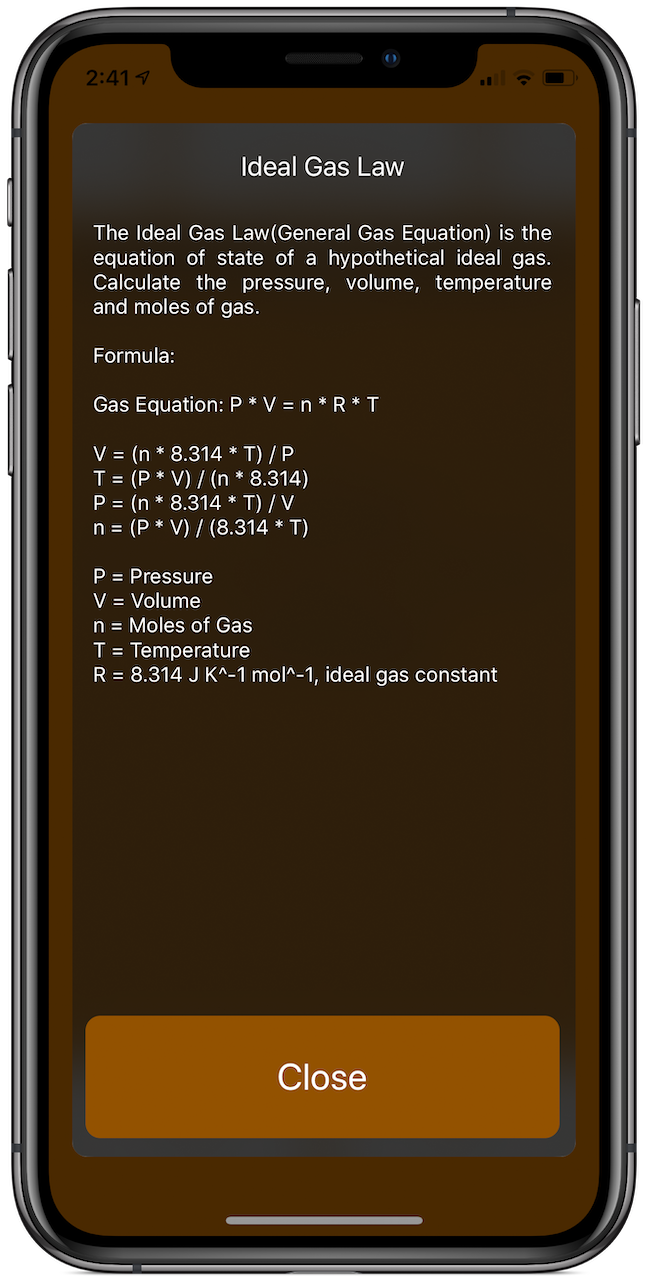 2:41
Ideal Gas Law
The Ideal Gas Law(General Gas Equation) is the
equation of state of a hypothetical ideal gas.
Calculate the pressure, volume, temperature
and moles of gas.
Formula:
Gas Equation: P * V = n * R * T
V = (n * 8.314 * T) / P
T = (P * V) / (n * 8.314)
P = (n * 8.314 * T) / V
n = (P * V) / (8.314 * T)
P = Pressure
V = Volume
n = Moles of Gas
T = Temperature
R = 8.314 J K^-1 mol^-1, ideal gas constant
Close